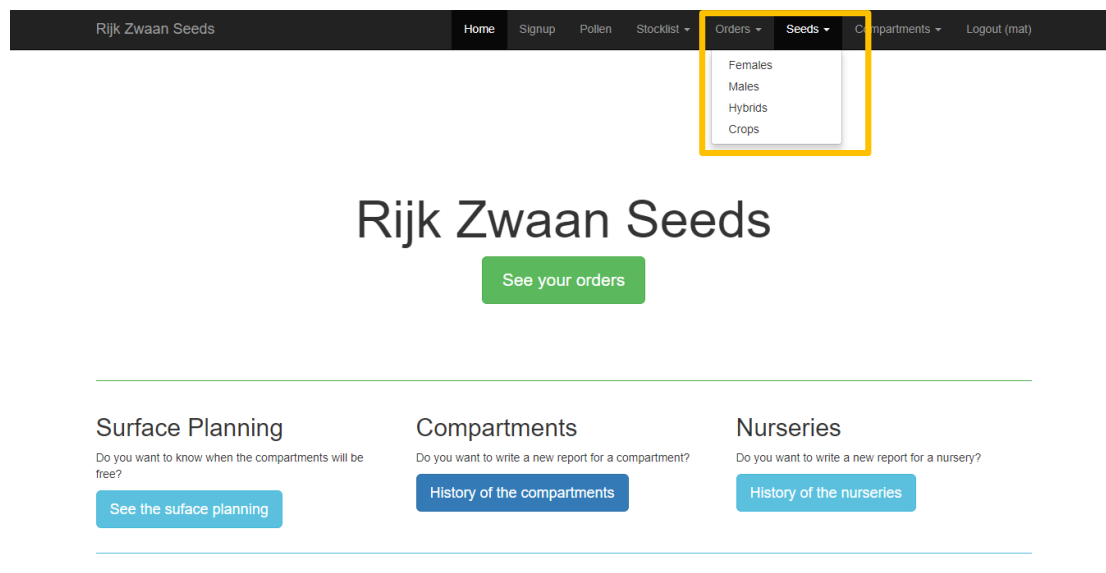 Rijk Zwaan Seeds Home Signup Pollen Stocklist Orders Seeds Compartments Logout (mat)
Females
Males
Hybrids
Crops
Rijk Zwaan Seeds
See your orders
Surface Planning
Do you want to know when the compartments will be
free?
See the suface planning
Compartments
Do you want to write a new report for a compartment?
History of the compartments
Nurseries
Do you want to write a new report for a nursery?
History of the nurseries